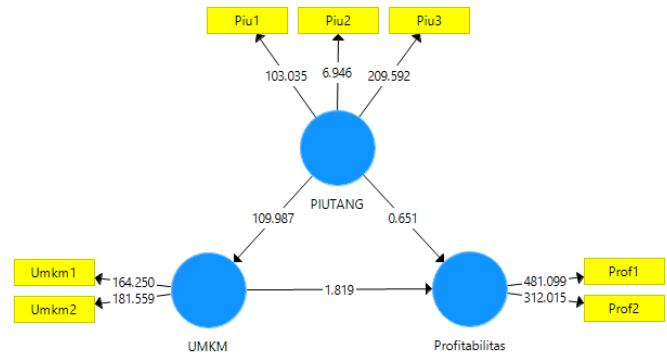 Piu1
Piu2
Piu3
103.035
6.946
209.592
PIUTANG
109.987
0.651
Umkm1
164.250
Umkm2
181.559
1.819
481.099
Prof1
312.015
Prof2
UMKM
Profitabilitas